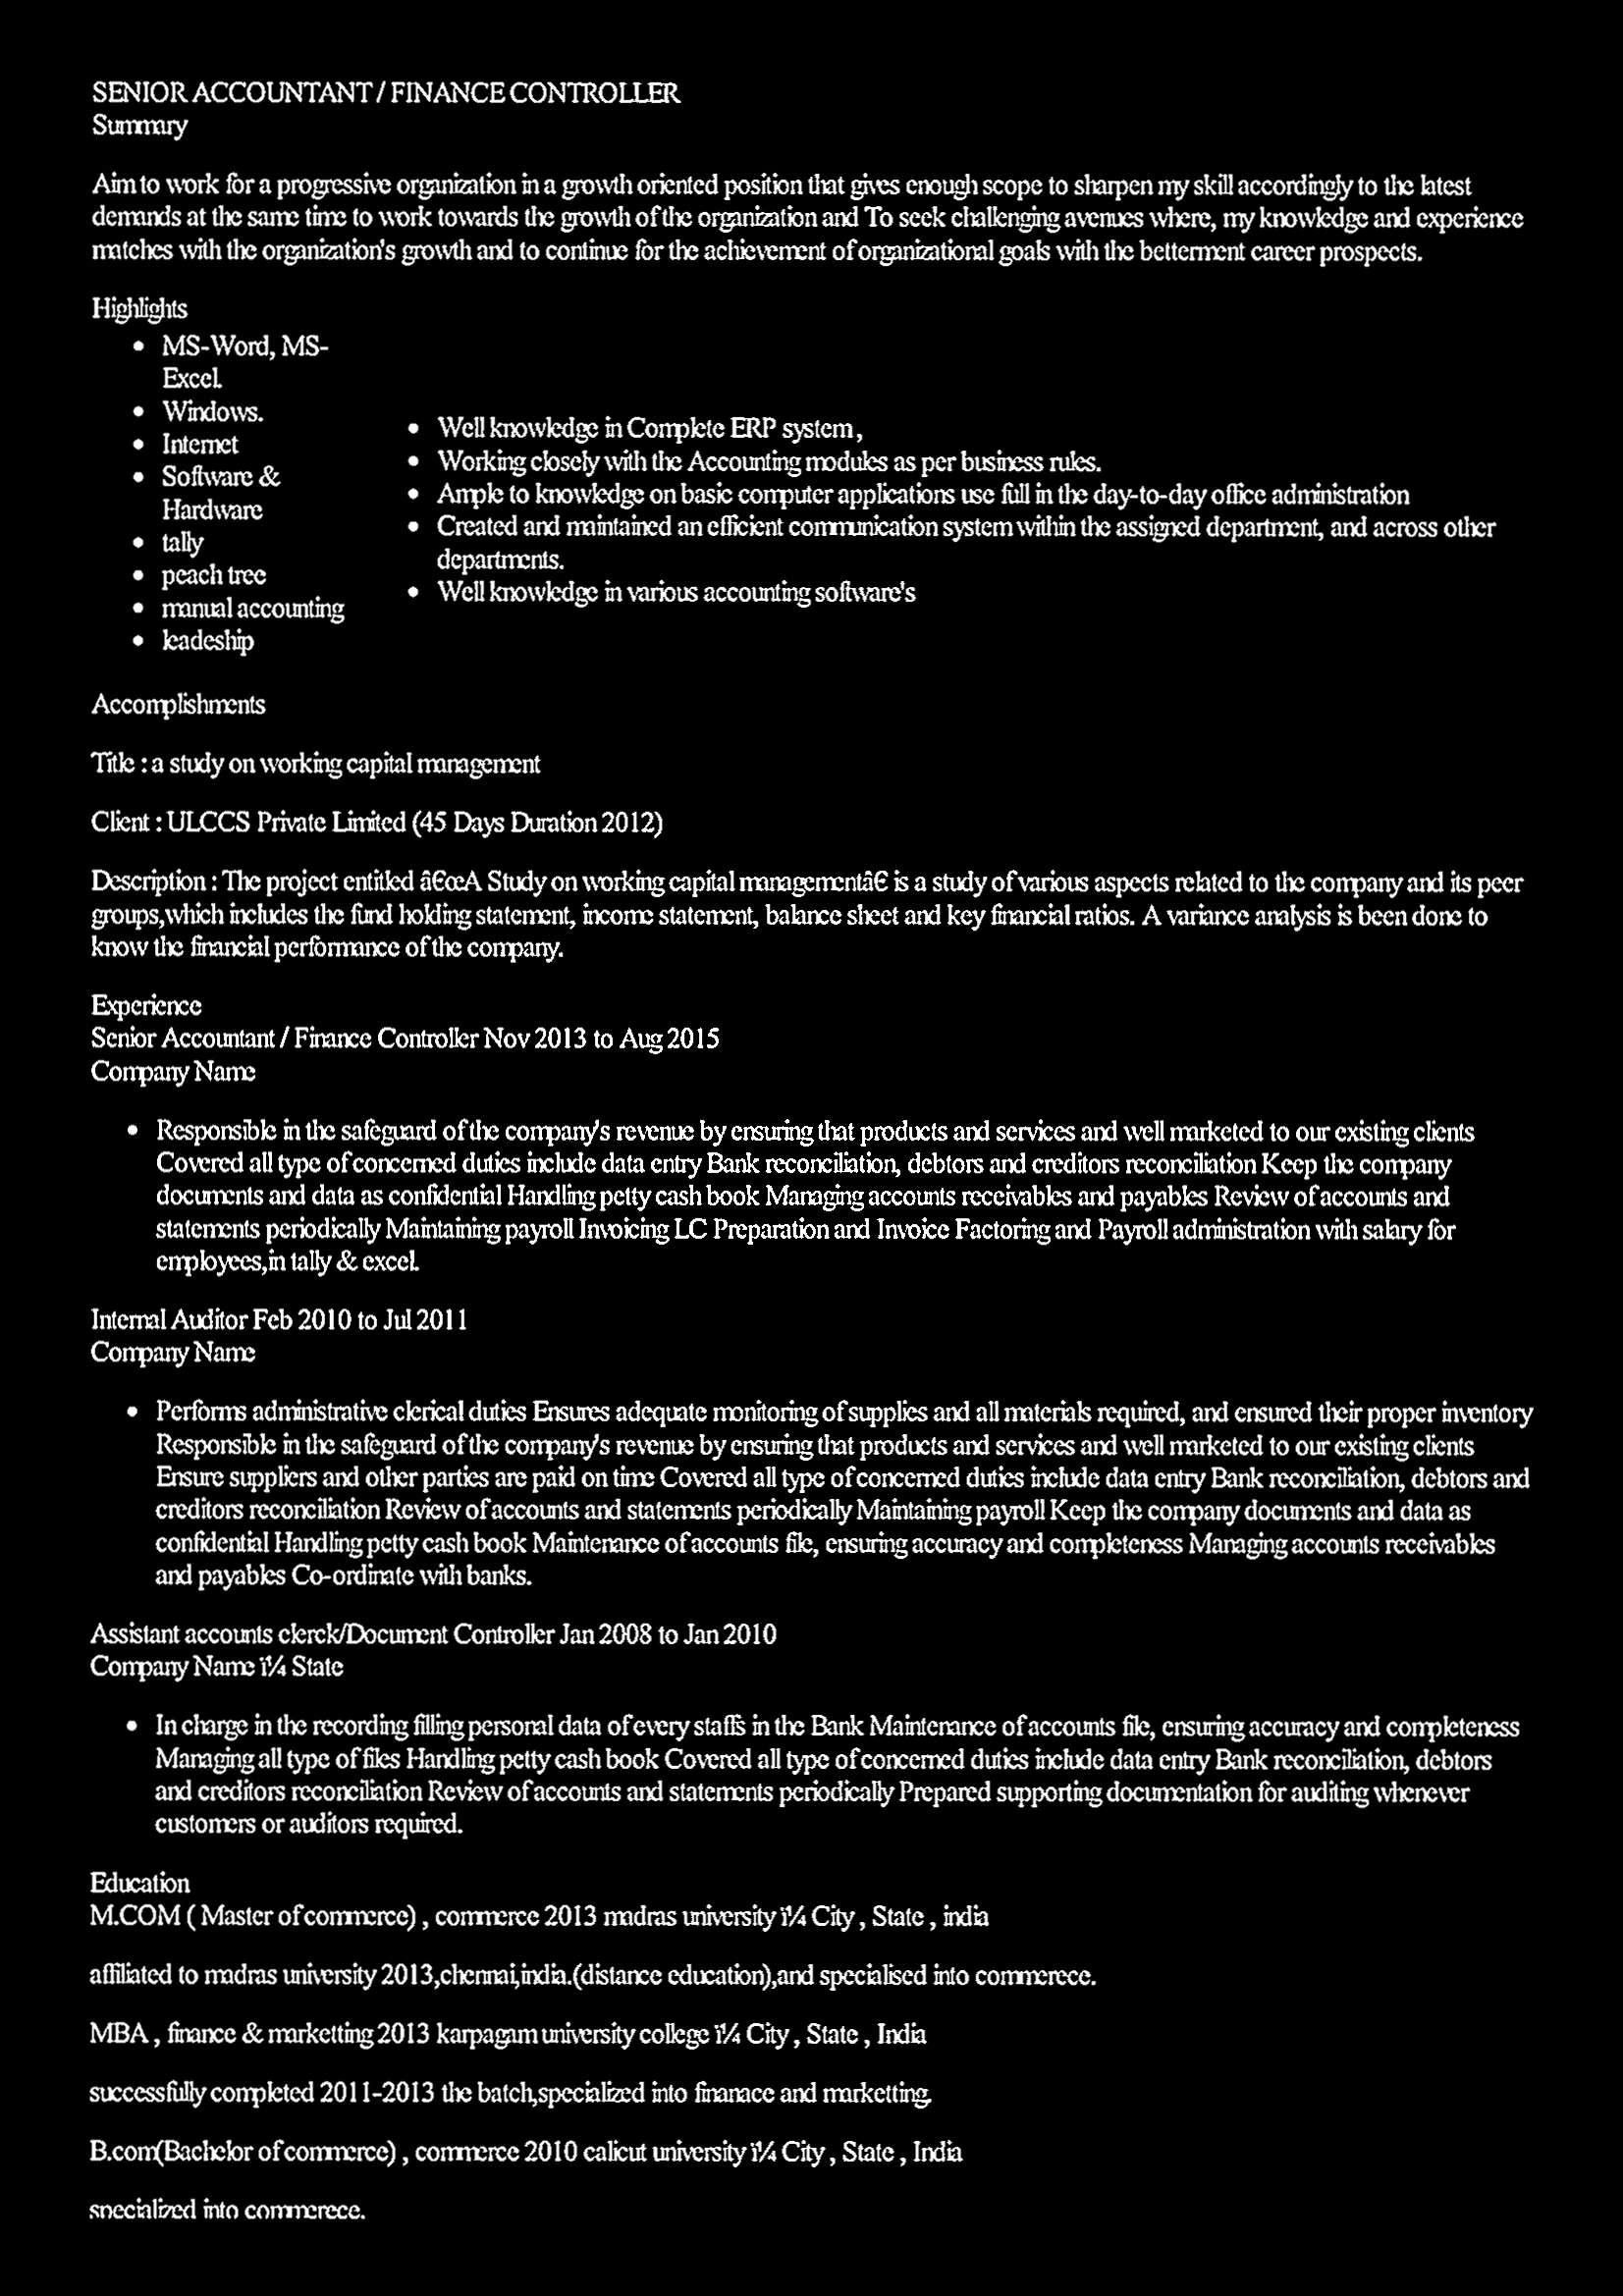 SENIOR ACCOUNTANT / FINANCE CONTROLLER
Summary
Aim to work for a progressive organization in a growth oriented position that gives enough scope to sharpen my skill accordingly to the latest
demands at the same time to work towards the growth of the organization and To seek challenging avenues where, my knowledge and experience
matches with the organization's growth and to continue for the achievement of organizational goals with the betterment career prospects.
Highlights
• MS-Word, MS-
Excel.
• Windows.
• Internet
• Software &
Hardware
• tally
• peach tree
• manual accounting
• leadeship
• Well knowledge in Complete ERP system,
• Working closely with the Accounting modules as per business rules.
• Ample to knowledge on basic computer applications use full in the day-to-day office administration
• Created and maintained an efficient communication system within the assigned department, and across other
departments.
• Well knowledge in various accounting software's
Accomplishments
Title : a study on working capital management
Client : ULCCS Private Limited (45 Days Duration 2012)
Description : The project entitled â€œA Study on working capital managementâ€ is a study of various aspects related to the company and its peer
groups,which includes the fund holding statement, income statement, balance sheet and key financial ratios. A variance analysis is been done to
know the financial performance of the company.
Experience
Senior Accountant / Finance Controller Nov 2013 to Aug 2015
Company Name
• Responsible in the safeguard of the company's revenue by ensuring that products and services and well marketed to our existing clients
Covered all type of concerned duties include data entry Bank reconciliation, debtors and creditors reconciliation Keep the company
documents and data as confidential Handling petty cash book Managing accounts receivables and payables Review of accounts and
statements periodically Maintaining payroll Invoicing LC Preparation and Invoice Factoring and Payroll administration with salary for
employees,in tally & excel.
Internal Auditor Feb 2010 to Jul 2011
Company Name
• Performs administrative clerical duties Ensures adequate monitoring of supplies and all materials required, and ensured their proper inventory
Responsible in the safeguard of the company's revenue by ensuring that products and services and well marketed to our existing clients
Ensure suppliers and other parties are paid on time Covered all type of concerned duties include data entry Bank reconciliation, debtors and
creditors reconciliation Review of accounts and statements periodically Maintaining payroll Keep the company documents and data as
confidential Handling petty cash book Maintenance of accounts file, ensuring accuracy and completeness Managing accounts receivables
and payables Co-ordinate with banks.
Assistant accounts clerck/Document Controller Jan 2008 to Jan 2010
Company Name ï¼ State
• In charge in the recording filling personal data of every staffs in the Bank Maintenance of accounts file, ensuring accuracy and completeness
Managing all type of files Handling petty cash book Covered all type of concerned duties include data entry Bank reconciliation, debtors
and creditors reconciliation Review of accounts and statements periodically Prepared supporting documentation for auditing whenever
customers or auditors required.
Education
M.COM ( Master of commerce) , commerce 2013 madras university ï¼ City , State , india
affiliated to madras university 2013,chennai,india.(distance education),and specialised into commerece.
MBA , finance & marketting 2013 karpagam university college ï¼ City , State , India
successfully completed 2011-2013 the batch,specialized into finanace and marketting.
B.com(Bachelor of commerce) , commerce 2010 calicut university ï¼ City , State , India
specialized into commerece.